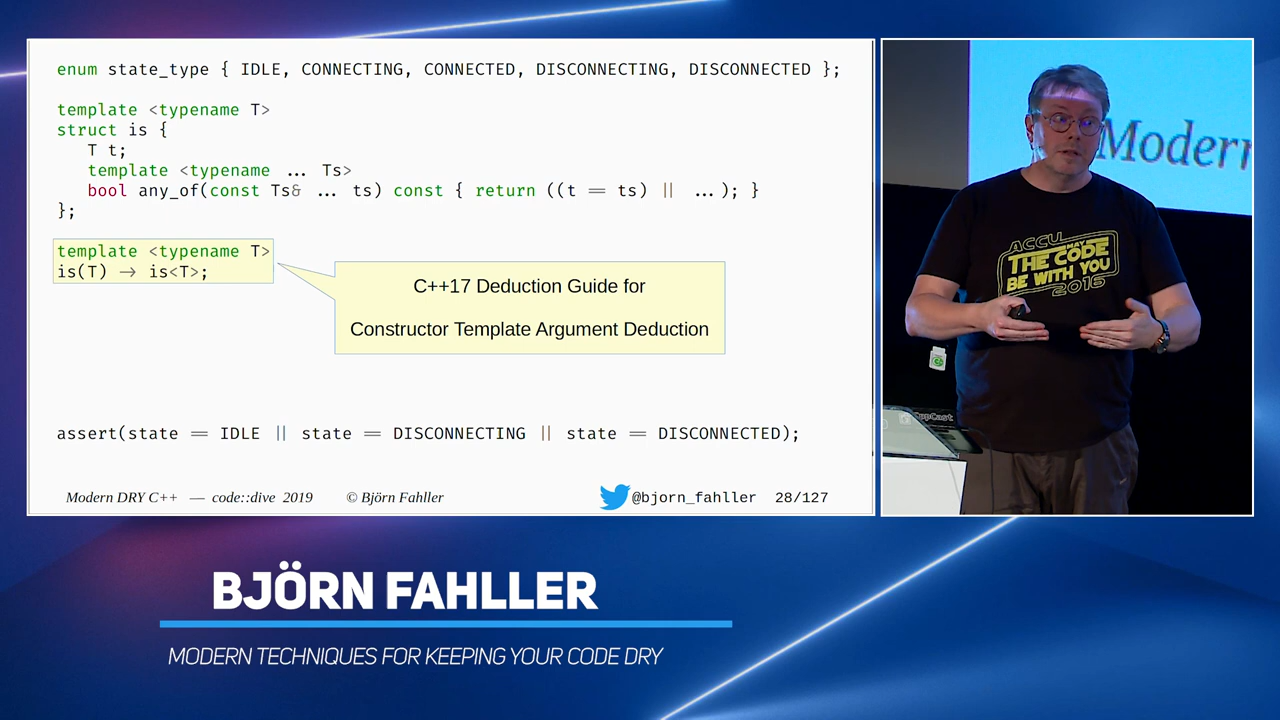 enum state_type { IDLE, CONNECTING, CONNECTED, DISCONNECTING, DISCONNECTED };
template <typename T>
struct is {
T t;
template <typename ... Ts>
bool any_of(const Ts& ... ts) const { return ((t == ts) || ...); }
};
template <typename T>
is(T) -> is<T>;
C++17 Deduction Guide for
Constructor Template Argument Deduction
assert(state == IDLE || state == DISCONNECTING || state == DISCONNECTED);
Modern DRY C++ — code::dive 2019 © Björn Fahller
@bjorn_fahller 28/127
Modern
ACCU
MAY
THE CODE
BE WITH YOU
2016
BJÖRN FAHLLER
MODERN TECHNIQUES FOR KEEPING YOUR CODE DRY